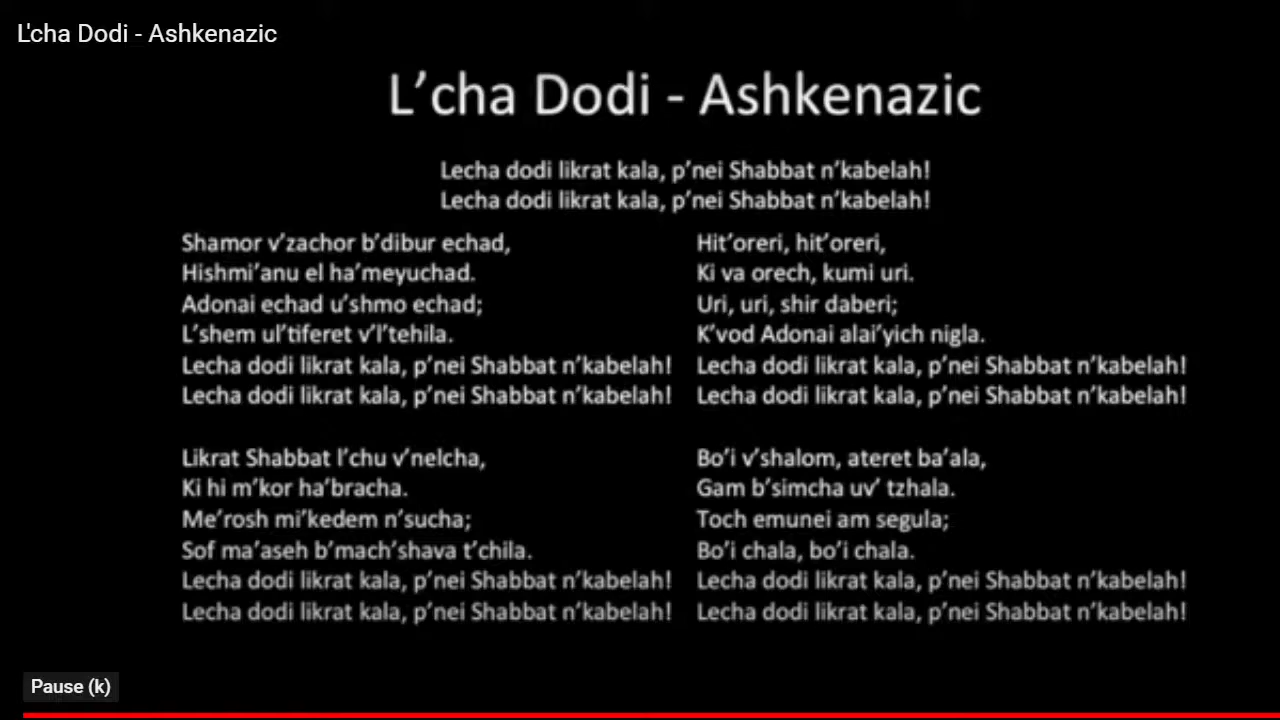 L'cha Dodi - Ashkenazic
L’cha Dodi - Ashkenazic
Lecha dodi likrat kala, p’nei Shabbat n’kabelah!
Lecha dodi likrat kala, p’nei Shabbat n’kabelah!
Shamor v’zachor b’dibur echad,
Hishmi’anu el ha’meyuchad.
Adonai echad u’shmo echad;
L’shem ul’tiferet v’l’tehila.
Lecha dodi likrat kala, p’nei Shabbat n’kabelah!
Lecha dodi likrat kala, p’nei Shabbat n’kabelah!
Likrat Shabbat l’chu v’nelcha,
Ki hi m’kor ha’bracha.
Me’rosh mi’kedem n’sucha;
Sof ma’aseh b’mach’shava t’chila.
Lecha dodi likrat kala, p’nei Shabbat n’kabelah!
Lecha dodi likrat kala, p’nei Shabbat n’kabelah!
Hit’oreri, hit’oreri,
Ki va orech, kumi uri.
Uri, uri, shir daberi;
K’vod Adonai alai’yich nigla.
Lecha dodi likrat kala, p’nei Shabbat n’kabelah!
Lecha dodi likrat kala, p’nei Shabbat n’kabelah!
Bo’i v’shalom, ateret ba’ala,
Gam b’simcha uv’ tzhala.
Toch emunei am segula;
Bo’i chala, bo’i chala.
Lecha dodi likrat kala, p’nei Shabbat n’kabelah!
Lecha dodi likrat kala, p’nei Shabbat n’kabelah!
Pause (k)